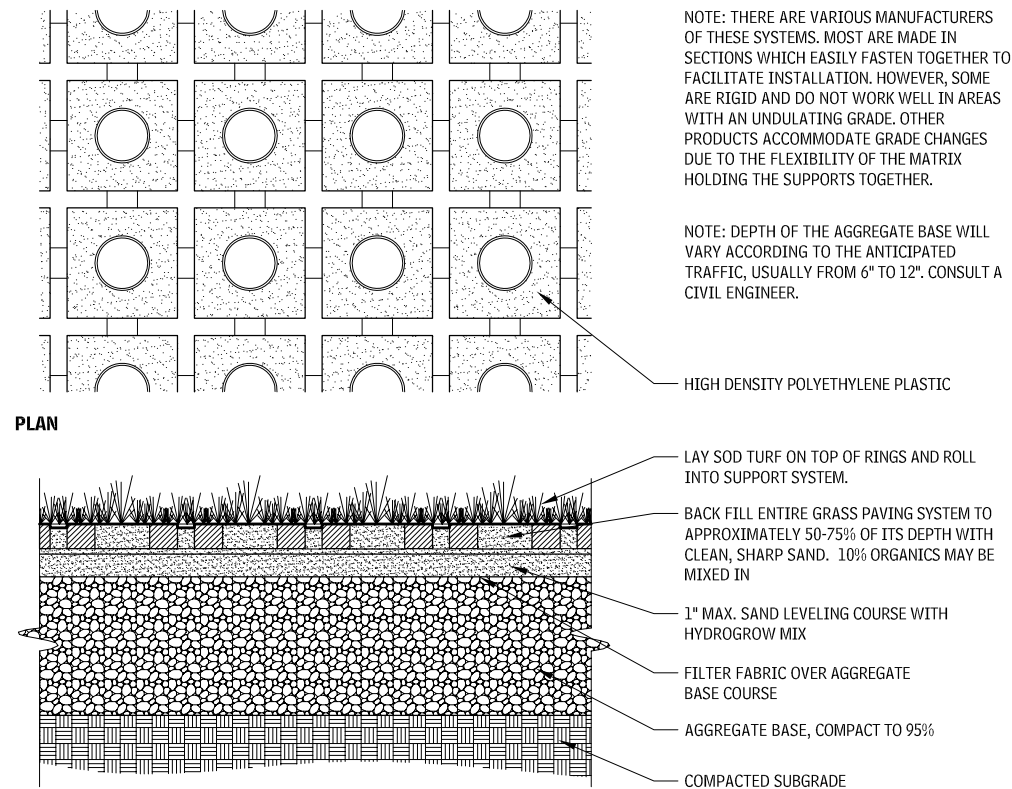 NOTE: THERE ARE VARIOUS MANUFACTURERS
OF THESE SYSTEMS. MOST ARE MADE IN
SECTIONS WHICH EASILY FASTEN TOGETHER TO
FACILITATE INSTALLATION. HOWEVER, SOME
ARE RIGID AND DO NOT WORK WELL IN AREAS
WITH AN UNDULATING GRADE. OTHER
PRODUCTS ACCOMMODATE GRADE CHANGES
DUE TO THE FLEXIBILITY OF THE MATRIX
HOLDING THE SUPPORTS TOGETHER.
NOTE: DEPTH OF THE AGGREGATE BASE WILL
VARY ACCORDING TO THE ANTICIPATED
TRAFFIC, USUALLY FROM 6" TO 12". CONSULT A
CIVIL ENGINEER.
HIGH DENSITY POLYETHYLENE PLASTIC
PLAN
LAY SOD TURF ON TOP OF RINGS AND ROLL
INTO SUPPORT SYSTEM.
BACK FILL ENTIRE GRASS PAVING SYSTEM TO
APPROXIMATELY 50-75% OF ITS DEPTH WITH
CLEAN, SHARP SAND. 10% ORGANICS MAY BE
MIXED IN
1" MAX. SAND LEVELING COURSE WITH
HYDROGROW MIX
FILTER FABRIC OVER AGGREGATE
BASE COURSE
AGGREGATE BASE, COMPACT TO 95%
COMPACTED SUBGRADE